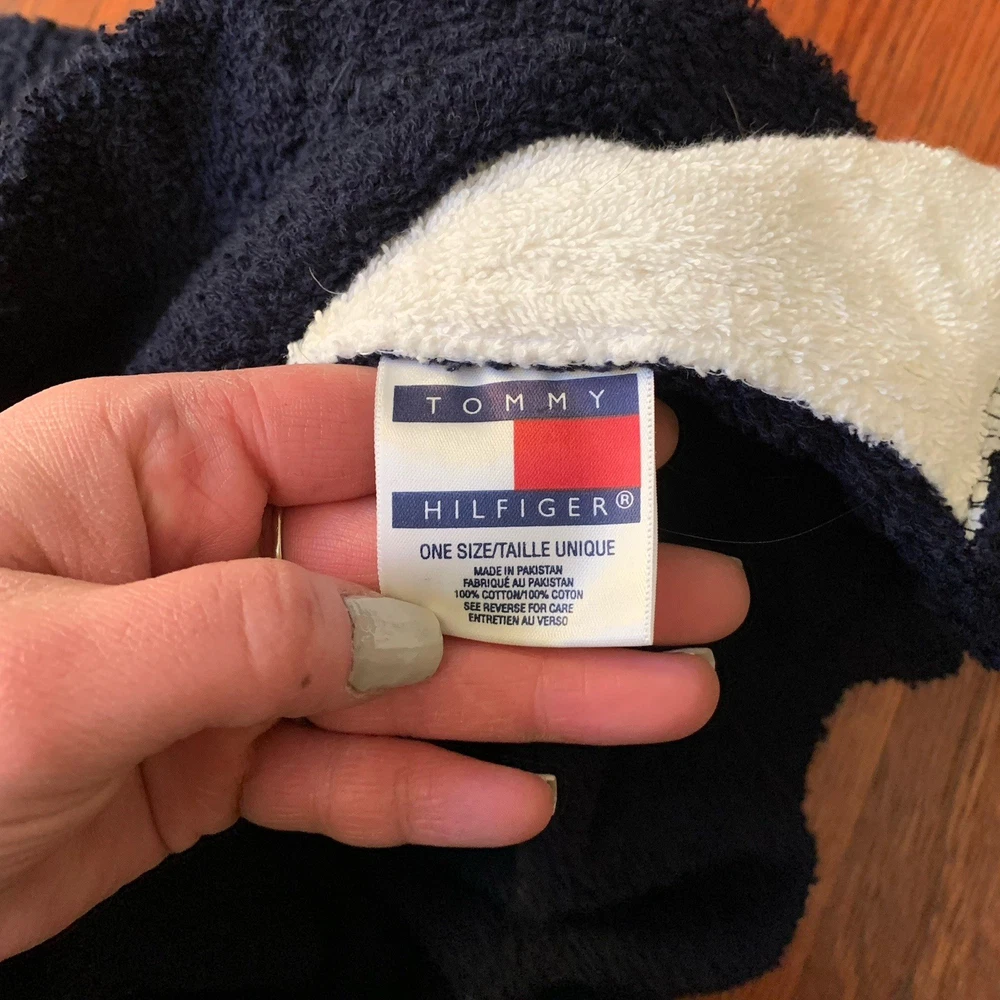 TOMMY
HILFIGER®
ONE SIZE/TAILLE UNIQUE
MADE IN PAKISTAN
FABRIQUÉ AU PAKISTAN
100% COTTON/100% COTON
SEE REVERSE FOR CARE
ENTRETIEN AU VERSO